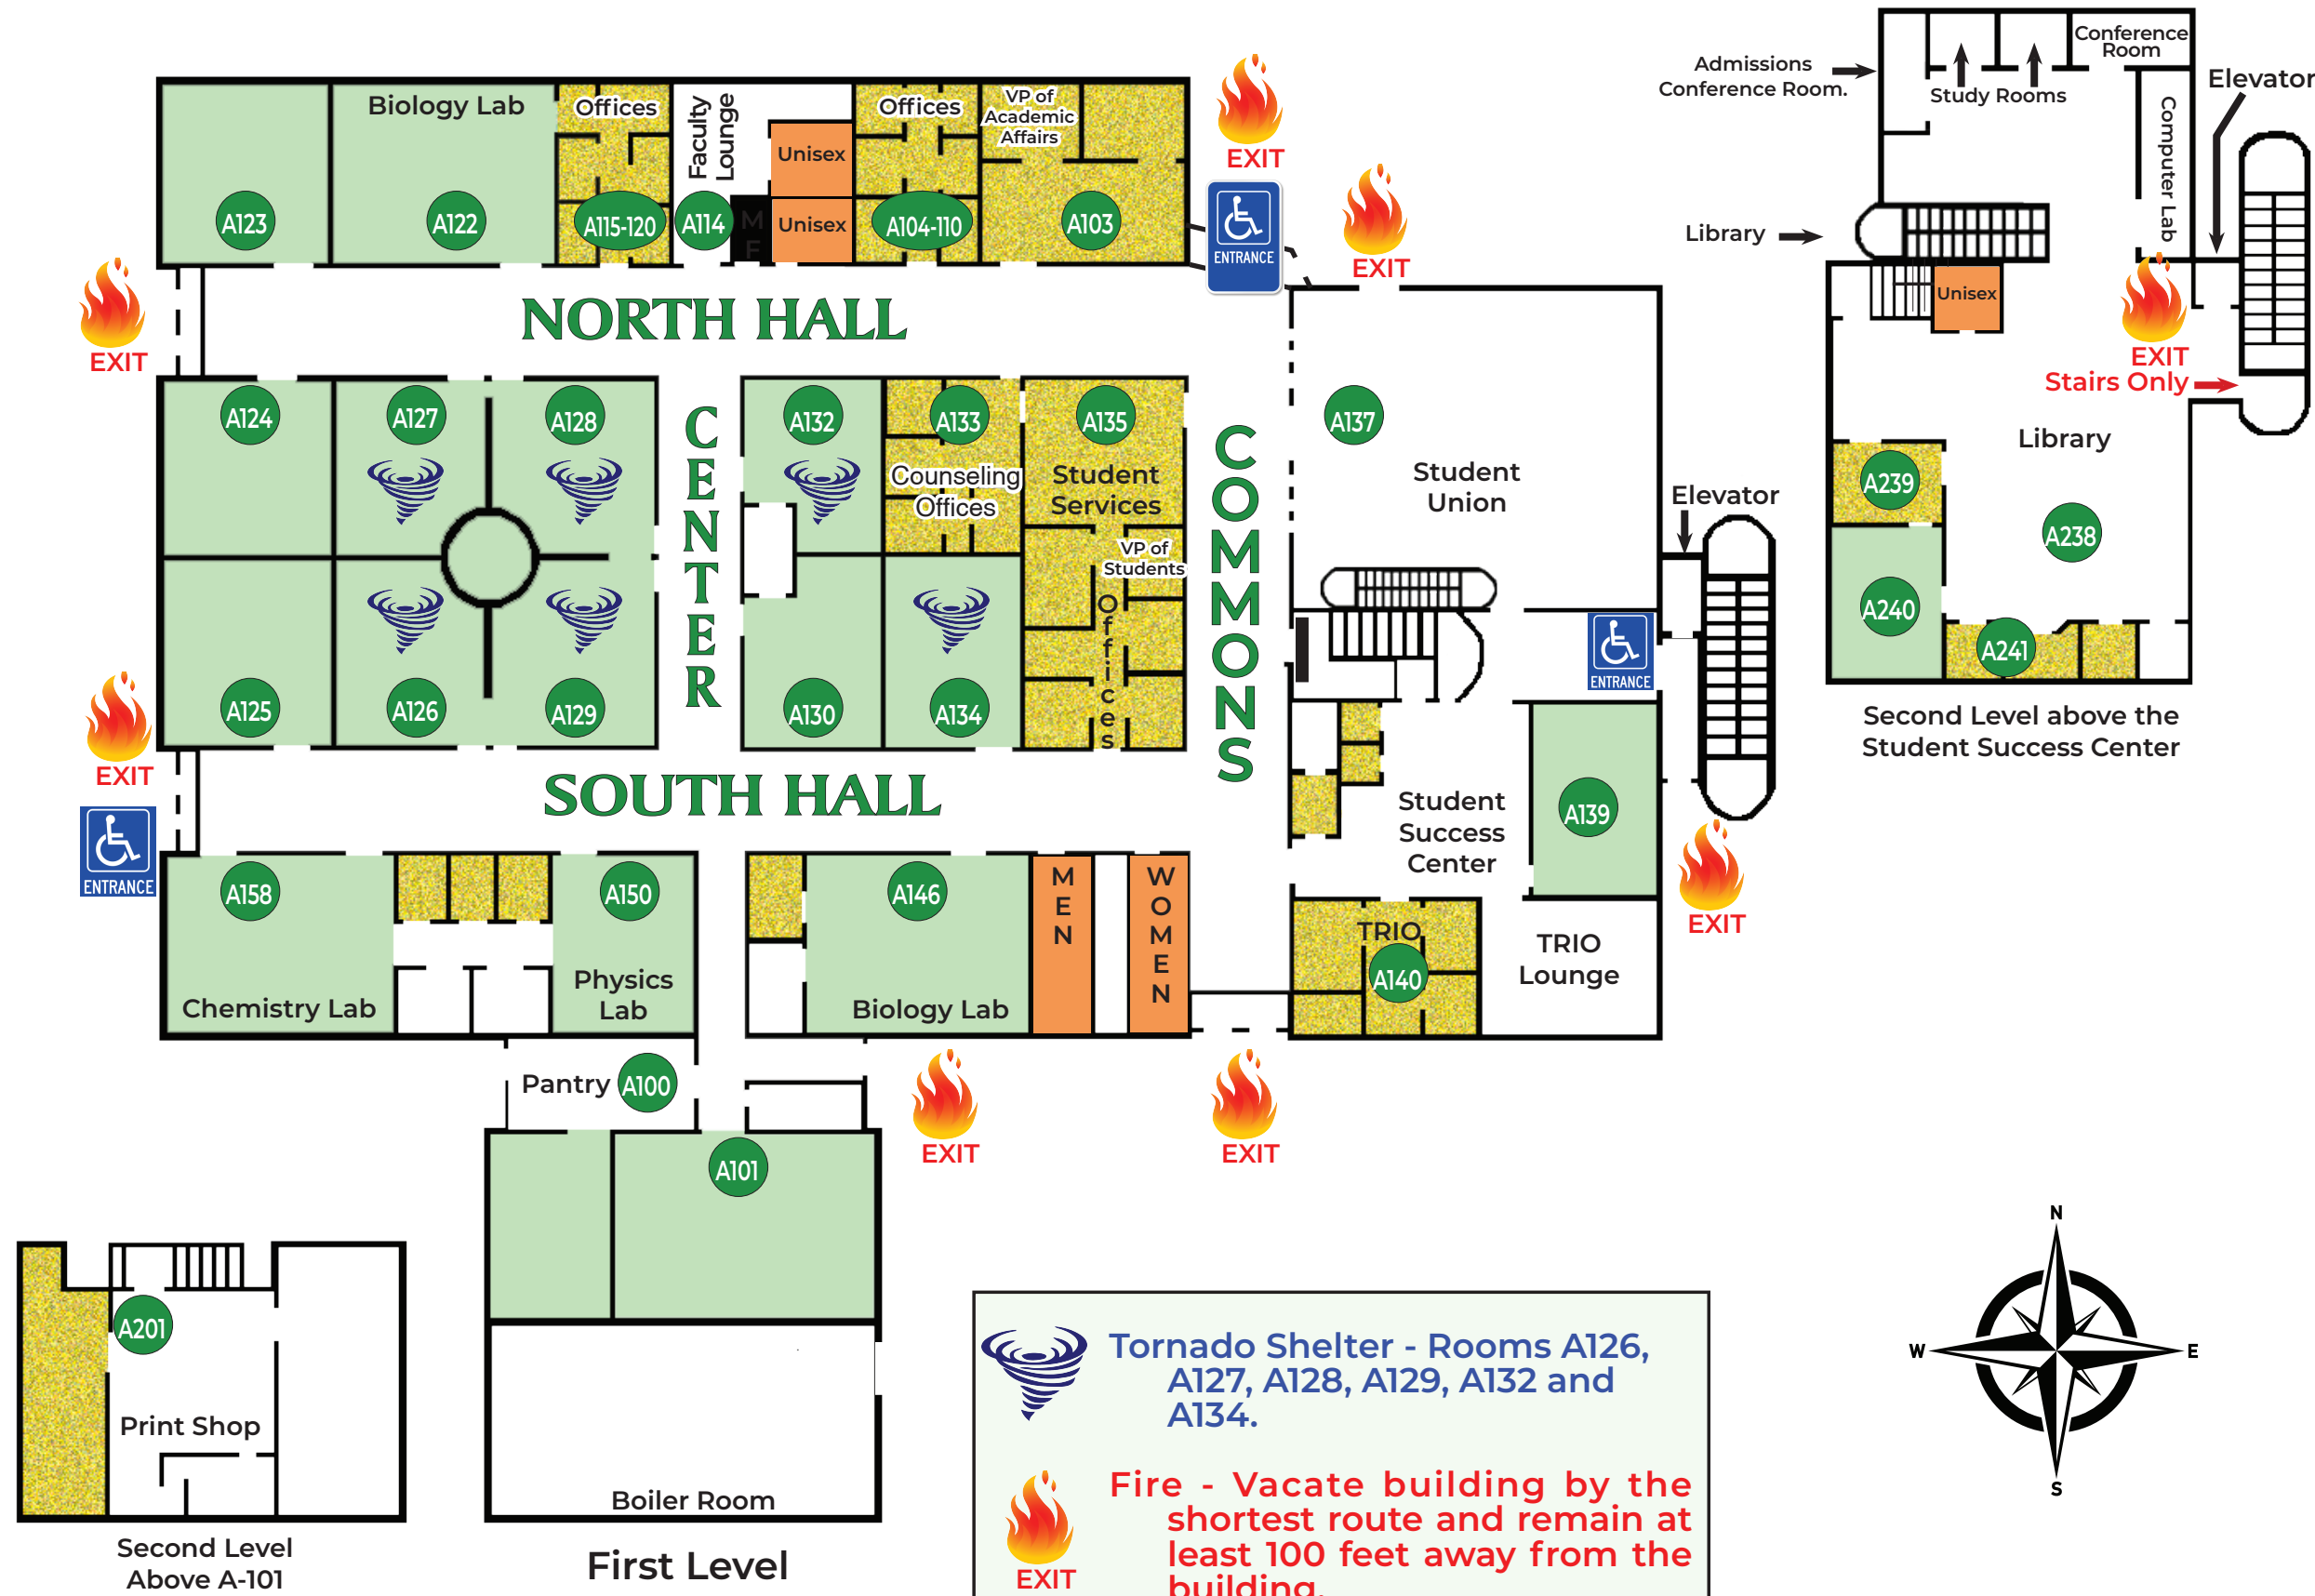 Conference
Room
Admissions
Conference Room.
Elevator
Study Rooms
Computer Lab
Library
Unisex
EXIT
Stairs Only
Library
A239
A238
A240
A241
Second Level above the
Student Success Center
Biology Lab
Offices
Faculty
Lounge
Unisex
Offices
VP of
Academic
Affairs
EXIT
A123
A122
A115-120
A114
M
F
Unisex
A104-110
A103
ENTRANCE
EXIT
EXIT
NORTH HALL
A124
A127
A128
CENTER
A132
A133
A135
Counseling
Offices
Student
Services
VP of
Students
Offices
COMMONS
A137
Student
Union
Elevator
ENTRANCE
A125
A126
A129
A130
A134
EXIT
SOUTH HALL
ENTRANCE
Student
Success
Center
A139
EXIT
A158
A150
A146
MEN
WOMEN
Chemistry Lab
Physics
Lab
Biology Lab
TRIO
A140
TRIO
Lounge
Pantry
A100
EXIT
EXIT
A101
Boiler Room
First Level
A201
Print Shop
Second Level
Above A-101
Tornado Shelter - Rooms A126,
A127, A128, A129, A132 and
A134.
Fire - Vacate building by the
shortest route and remain at
least 100 feet away from the
building.
EXIT
N
W
E
S